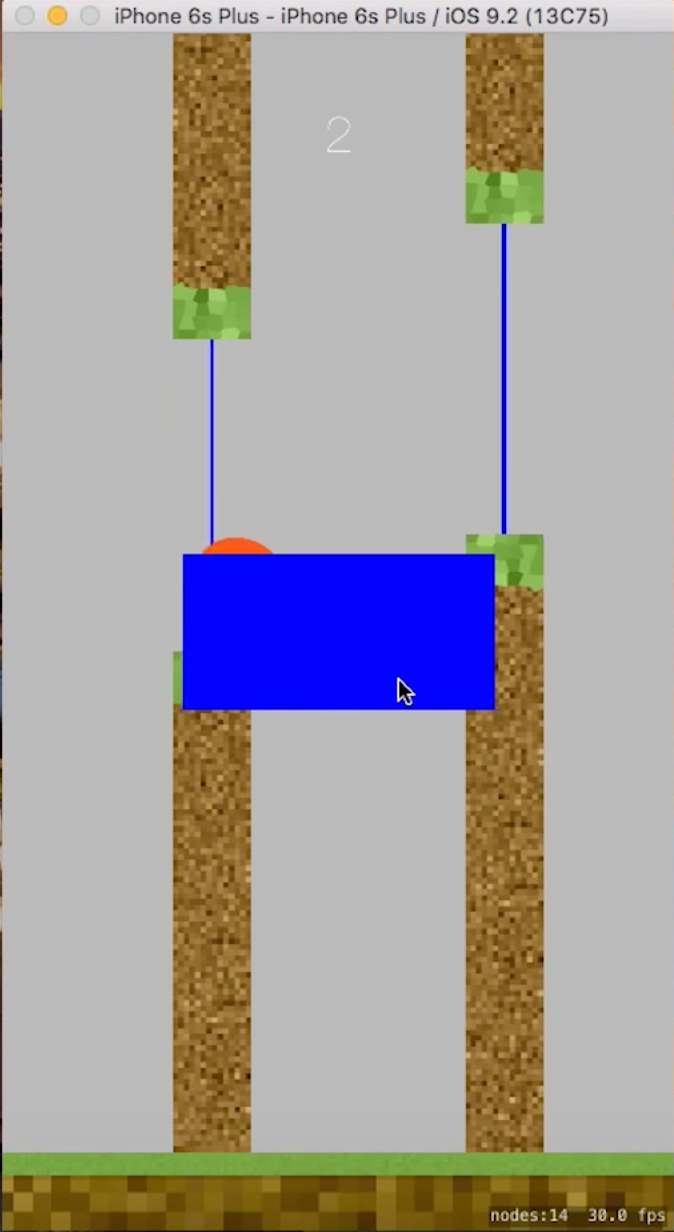 iPhone 6s Plus - iPhone 6s Plus / iOS 9.2 (13C75)
2
nodes:14 30.0 fps